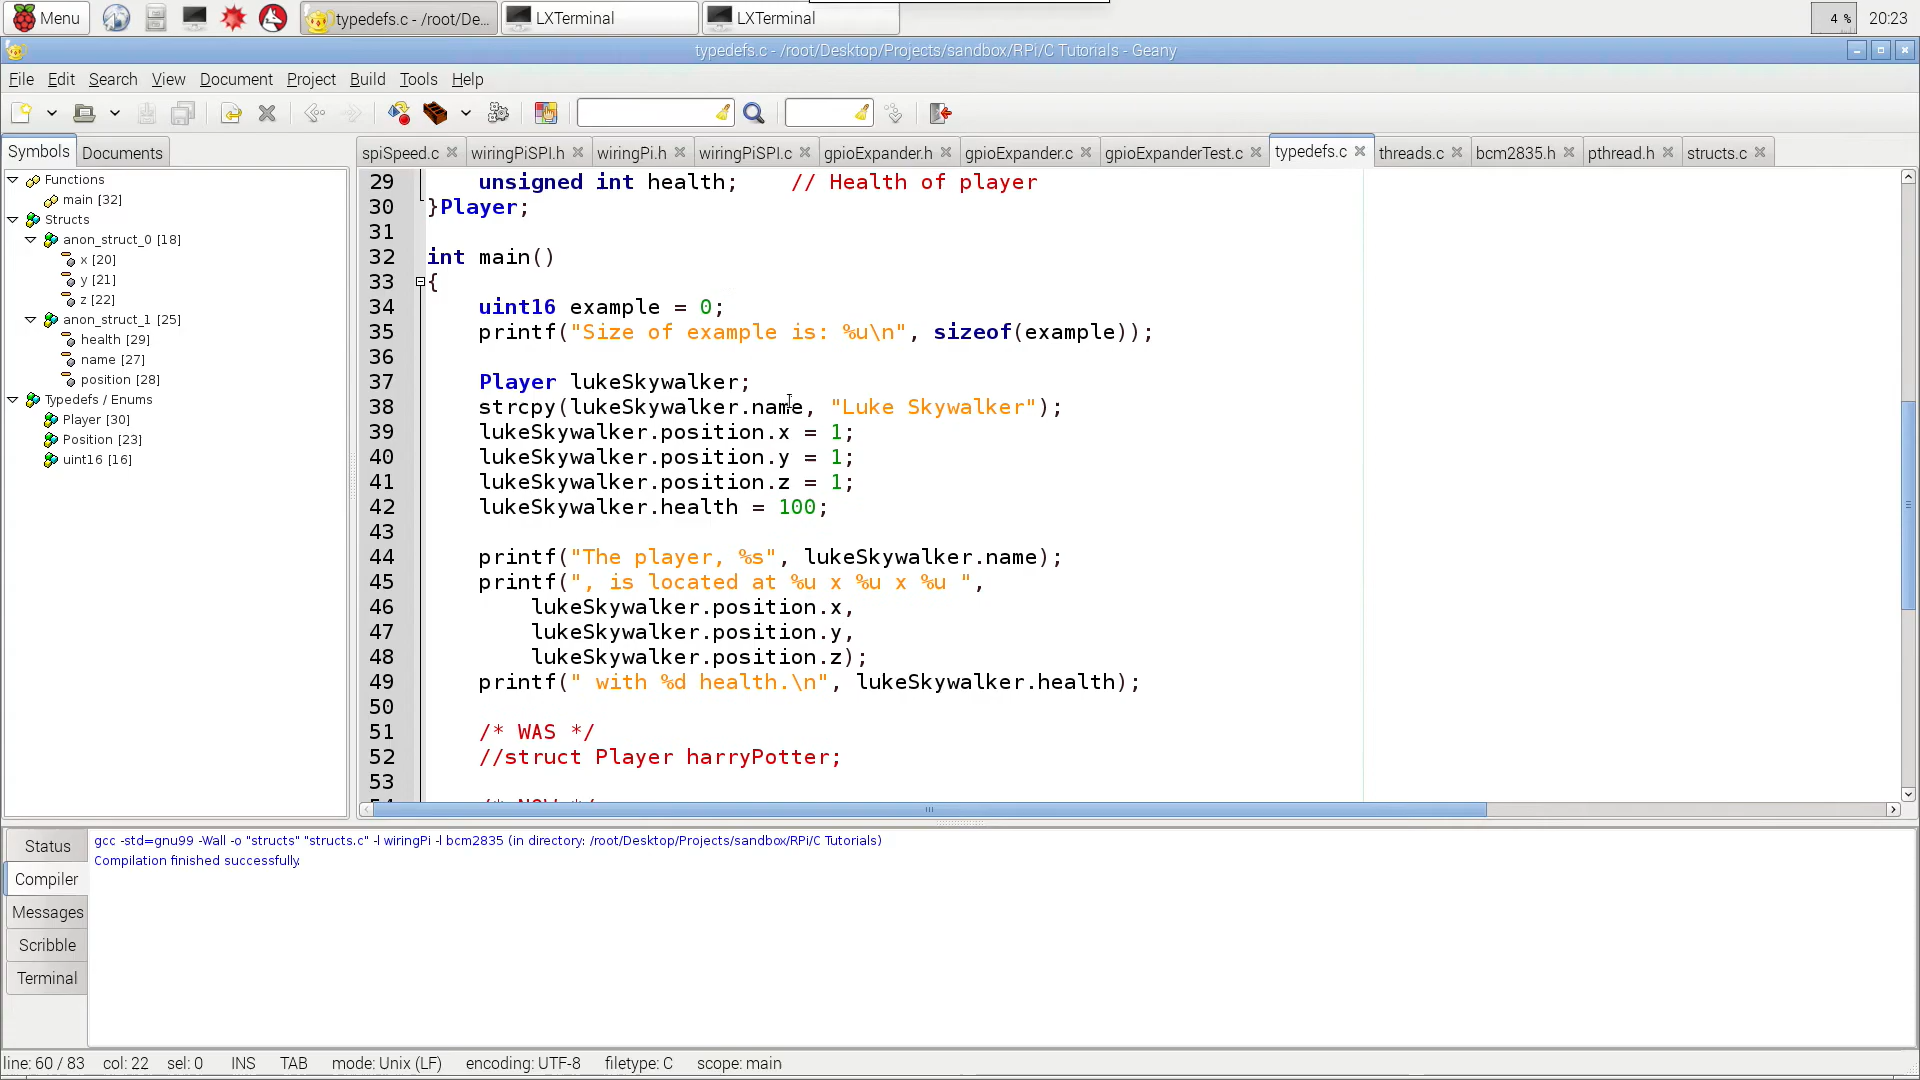 Menu
typedefs.c - /root/De...
LXTerminal
LXTerminal
4 %
20:23
typedefs.c - /root/Desktop/Projects/sandbox/RPi/C Tutorials - Geany
File Edit Search View Document Project Build Tools Help
Symbols Documents
spiSpeed.c wiringPiSPI.h wiringPi.h wiringPiSPI.c gpioExpander.h gpioExpander.c gpioExpanderTest.c typedefs.c threads.c bcm2835.h pthread.h structs.c
Functions
main [32]
Structs
anon_struct_0 [18]
x [20]
y [21]
z [22]
anon_struct_1 [25]
health [29]
name [27]
position [28]
Typedefs / Enums
Player [30]
Position [23]
uint16 [16]
29 unsigned int health; // Health of player
30 }Player;
31
32 int main()
33 {
34 uint16 example = 0;
35 printf("Size of example is: %u\n", sizeof(example));
36
37 Player lukeSkywalker;
38 strcpy(lukeSkywalker.name, "Luke Skywalker");
39 lukeSkywalker.position.x = 1;
40 lukeSkywalker.position.y = 1;
41 lukeSkywalker.position.z = 1;
42 lukeSkywalker.health = 100;
43
44 printf("The player, %s", lukeSkywalker.name);
45 printf(", is located at %u x %u x %u ",
46 lukeSkywalker.position.x,
47 lukeSkywalker.position.y,
48 lukeSkywalker.position.z);
49 printf(" with %d health.\n", lukeSkywalker.health);
50
51 /* WAS */
52 //struct Player harryPotter;
53
54 /* NOW */
Status
Compiler
Messages
Scribble
Terminal
gcc -std=gnu99 -Wall -o "structs" "structs.c" -l wiringPi -l bcm2835 (in directory: /root/Desktop/Projects/sandbox/RPi/C Tutorials)
Compilation finished successfully.
line: 60 / 83 col: 22 sel: 0 INS TAB mode: Unix (LF) encoding: UTF-8 filetype: C scope: main